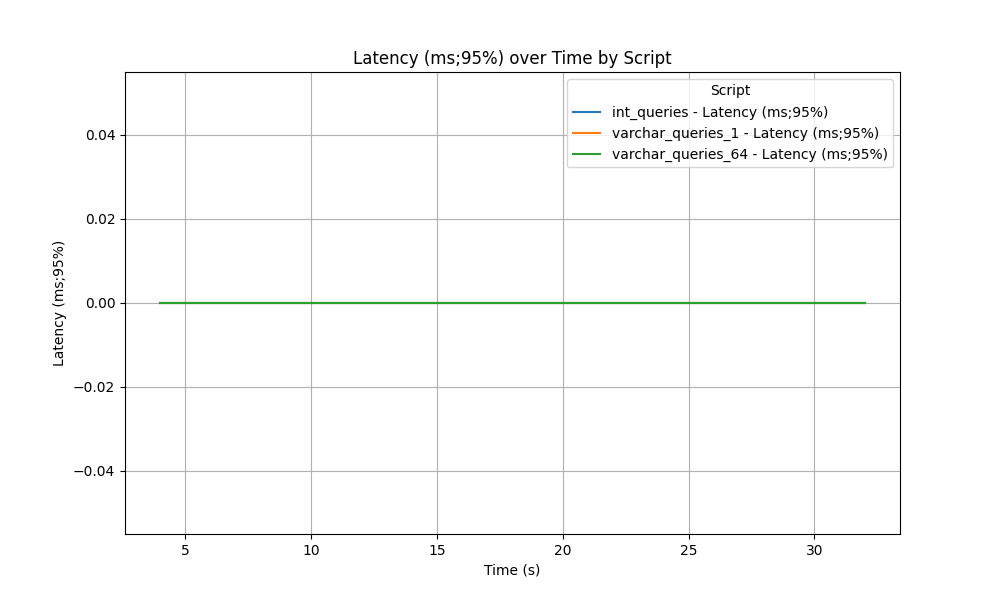 Latency (ms;95%) over Time by Script
Script
int_queries - Latency (ms;95%)
varchar_queries_1 - Latency (ms;95%)
varchar_queries_64 - Latency (ms;95%)
Latency (ms;95%)
0.04
0.02
0.00
−0.02
−0.04
5 10 15 20 25 30
Time (s)